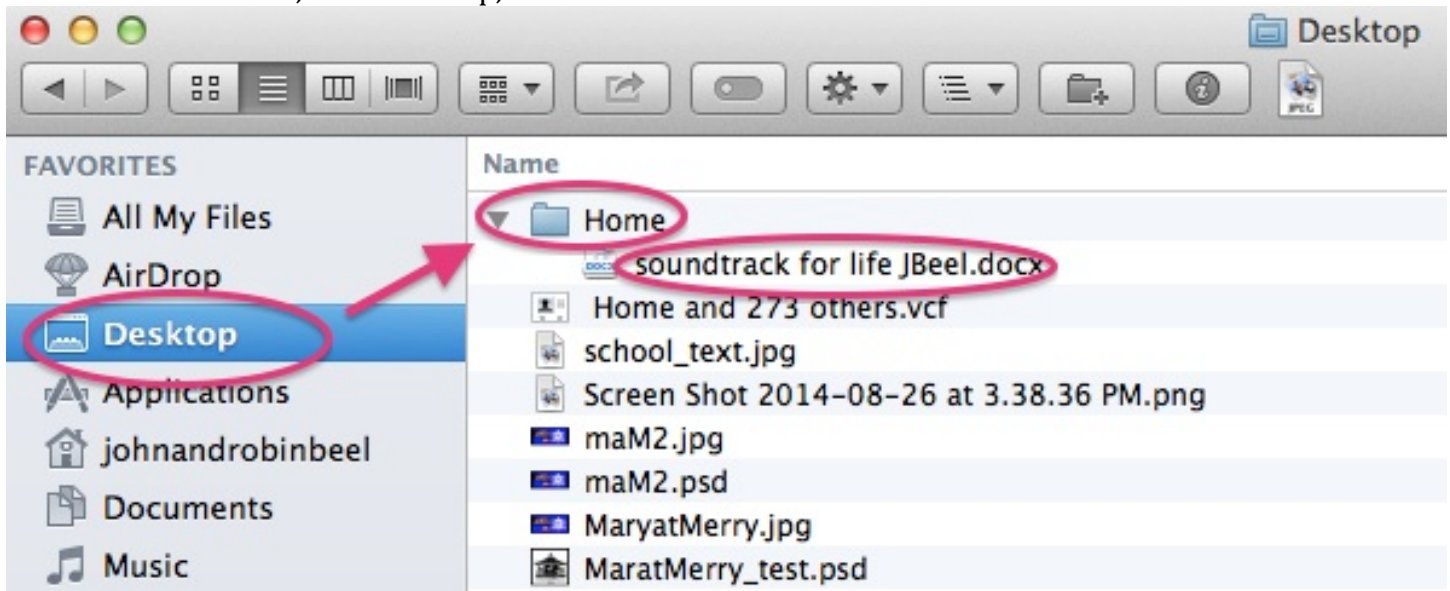 Desktop
JPEG
FAVORITES
All My Files
AirDrop
Desktop
Applications
johnandrobinbeel
Documents
Music
Name
Home
DOCX
soundtrack for life JBeel.docx
Home and 273 others.vcf
school_text.jpg
Screen Shot 2014-08-26 at 3.38.36 PM.png
maM2.jpg
maM2.psd
MaryatMerry.jpg
MaratMerry_test.psd